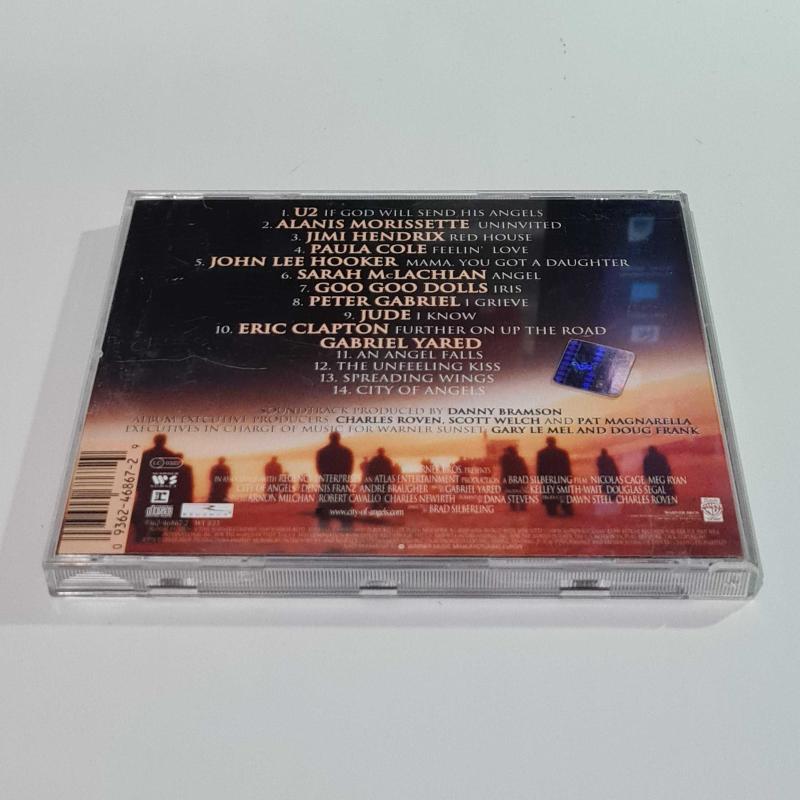 1. U2 IF GOD WILL SEND HIS ANGELS
2. ALANIS MORISSETTE UNINVITED
3. JIMI HENDRIX RED HOUSE
4. PAULA COLE FEELIN' LOVE
5. JOHN LEE HOOKER MAMA, YOU GOT A DAUGHTER
6. SARAH McLACHLAN ANGEL
7. GOO GOO DOLLS IRIS
8. PETER GABRIEL I GRIEVE
9. JUDE I KNOW
10. ERIC CLAPTON FURTHER ON UP THE ROAD
GABRIEL YARED
11. AN ANGEL FALLS
12. THE UNFEELING KISS
13. SPREADING WINGS
14. CITY OF ANGELS
SOUNDTRACK PRODUCED BY DANNY BRAMSON
ALBUM EXECUTIVE PRODUCERS: CHARLES ROVEN, SCOTT WELCH AND PAT MAGNARELLA
EXECUTIVES IN CHARGE OF MUSIC FOR WARNER SUNSET: GARY LE MEL AND DOUG FRANK
WARNER BROS. PRESENTS
IN ASSOCIATION WITH REGENCY ENTERPRISES AN ATLAS ENTERTAINMENT PRODUCTION A BRAD SILBERLING FILM NICOLAS CAGE, MEG RYAN
CITY OF ANGELS DENNIS FRANZ ANDRE BRAUGHER GABRIEL YARED KELLEY SMITH-WAIT DOUGLAS SEGAL
ARNON MILCHAN ROBERT CAVALLO CHARLES NEWIRTH DANA STEVENS DAWN STEEL CHARLES ROVEN
www.city-of-angels.com BRAD SILBERLING
0 9362-46867-2 9